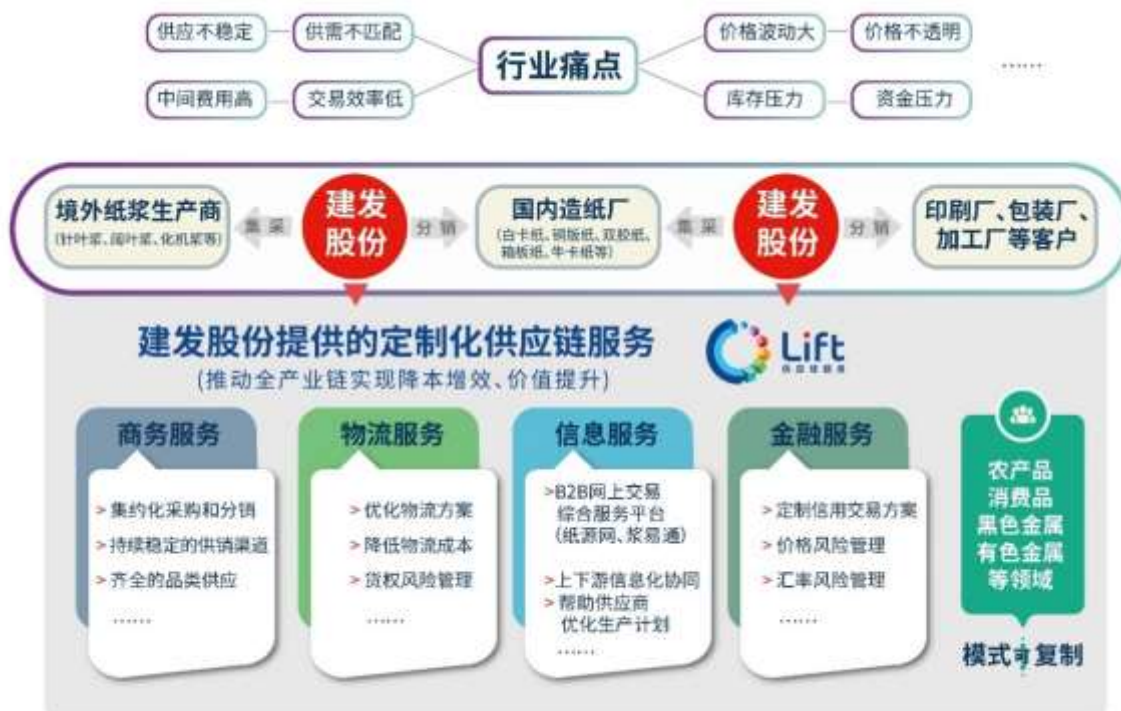 供应不稳定
供需不匹配
行业痛点
价格波动大
价格不透明
中间费用高
交易效率低
库存压力
资金压力
……
境外纸浆生产商
(针叶浆、阔叶浆、化机浆等)
集采
建发
股份
分销
国内造纸厂
(白卡纸、铜版纸、双胶纸、
箱板纸、牛卡纸等)
集采
建发
股份
分销
印刷厂、包装厂、
加工厂等客户
建发股份提供的定制化供应链服务
(推动全产业链实现降本增效、价值提升)
Lift
供应链服务
商务服务
> 集约化采购和分销
> 持续稳定的供销渠道
> 齐全的品类供应
……
物流服务
> 优化物流方案
> 降低物流成本
> 货权风险管理
……
信息服务
>B2B网上交易
综合服务平台
(纸源网、浆易通)
>上下游信息化协同
> 帮助供应商
优化生产计划
……
金融服务
> 定制信用交易方案
> 价格风险管理
> 汇率风险管理
……
农产品
消费品
黑色金属
有色金属
等领域
模式可复制